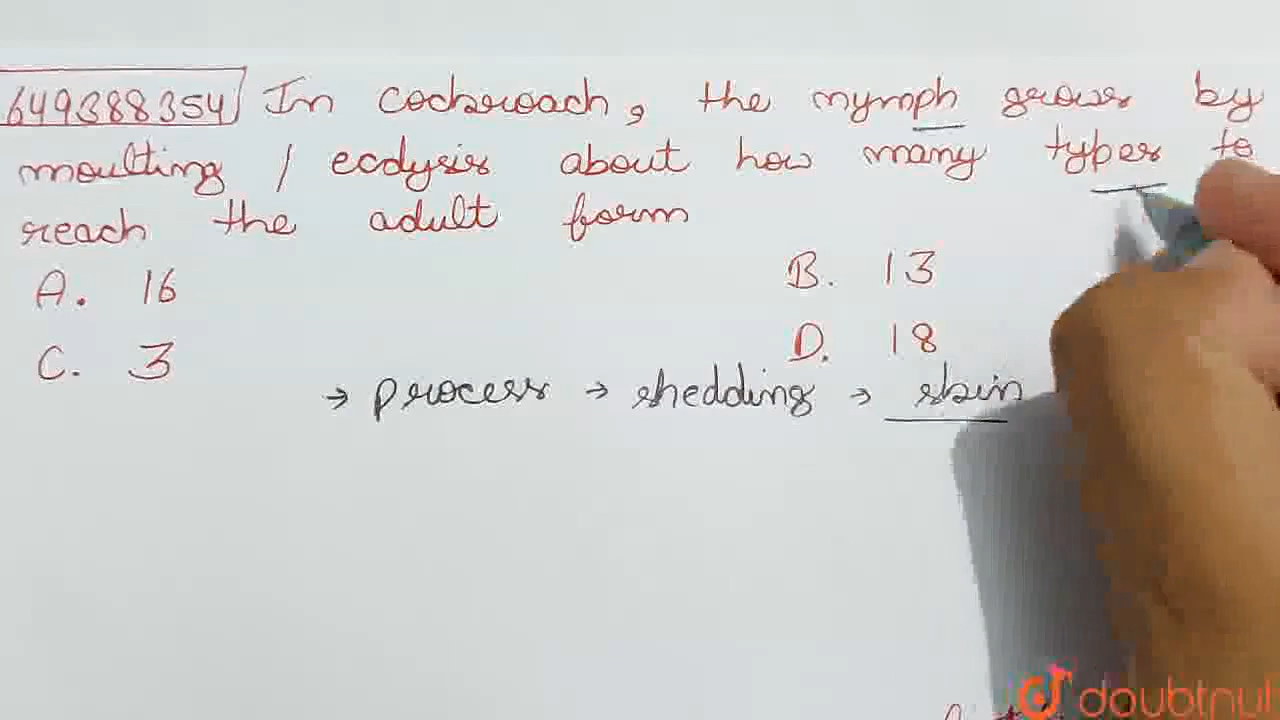 649388354 In cockroach, the nymph grows by
moulting / ecdysis about how many types to
reach the adult form
A. 16
B. 13
C. 3
D. 18
→ process → shedding → skin
doubtnut